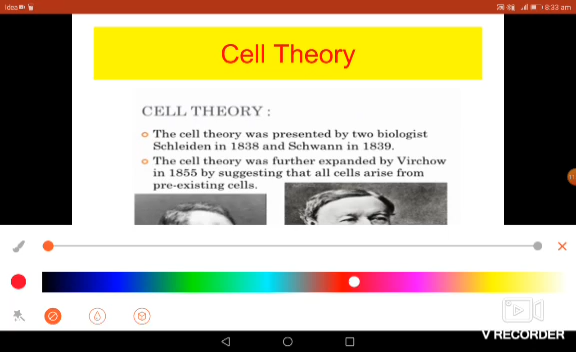 Idea
8:33 am
Cell Theory
CELL THEORY :
The cell theory was presented by two biologist
Schleiden in 1838 and Schwann in 1839.
The cell theory was further expanded by Virchow
in 1855 by suggesting that all cells arise from
pre-existing cells.
V RECORDER